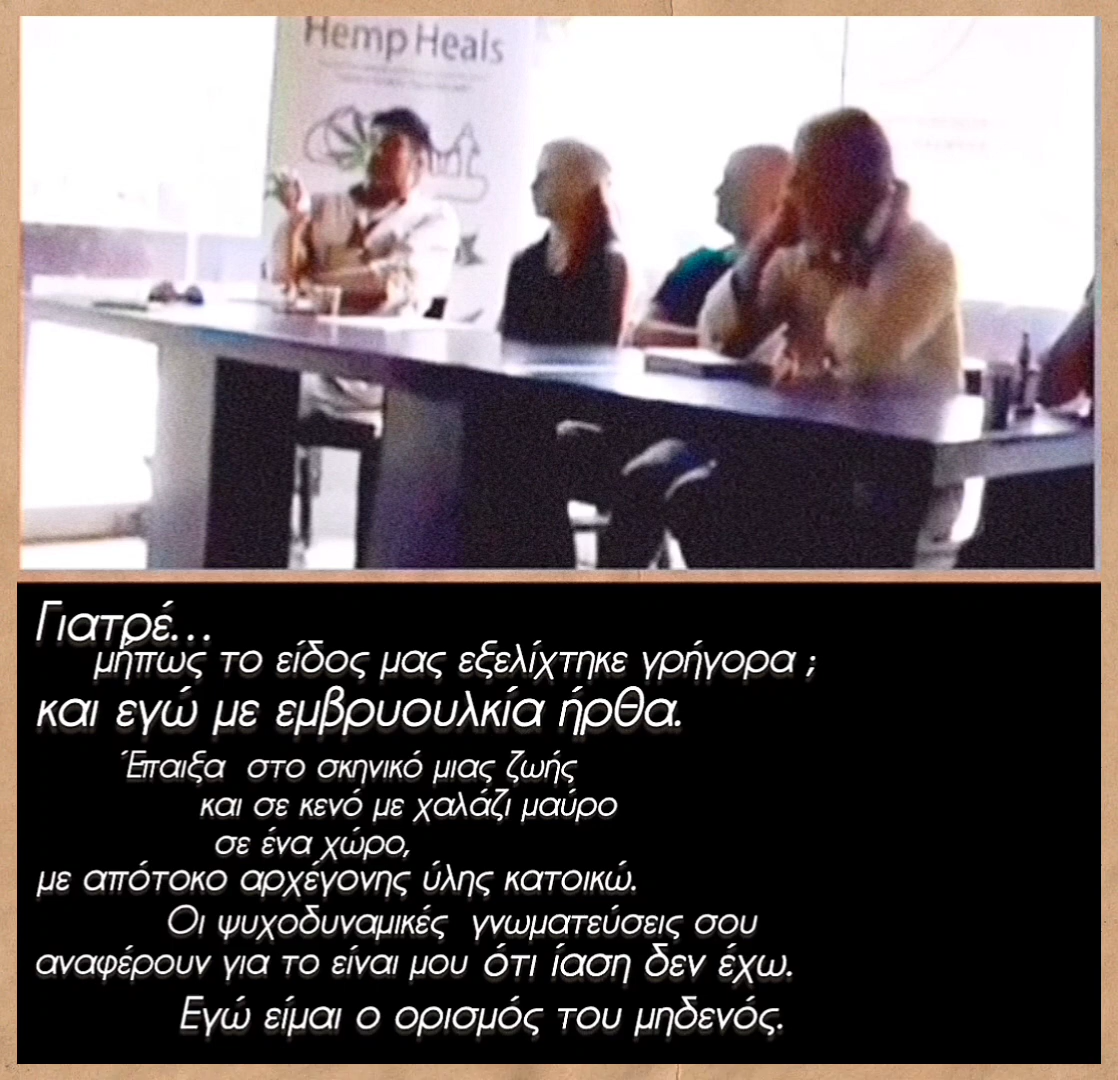 Hemp Heals
Γιατρέ...
μήπως το είδος μας εξελίχτηκε γρήγορα ;
και εγώ με εμβρυουλκία ήρθα.
Έπαιξα στο σκηνικό μιας ζωής
και σε κενό με χαλάζι μαύρο
σε ένα χώρο,
με απότοκο αρχέγονης ύλης κατοικώ.
Οι ψυχοδυναμικές γνωματεύσεις σου
αναφέρουν για το είναι μου ότι ίαση δεν έχω.
Εγώ είμαι ο ορισμός του μηδενός.